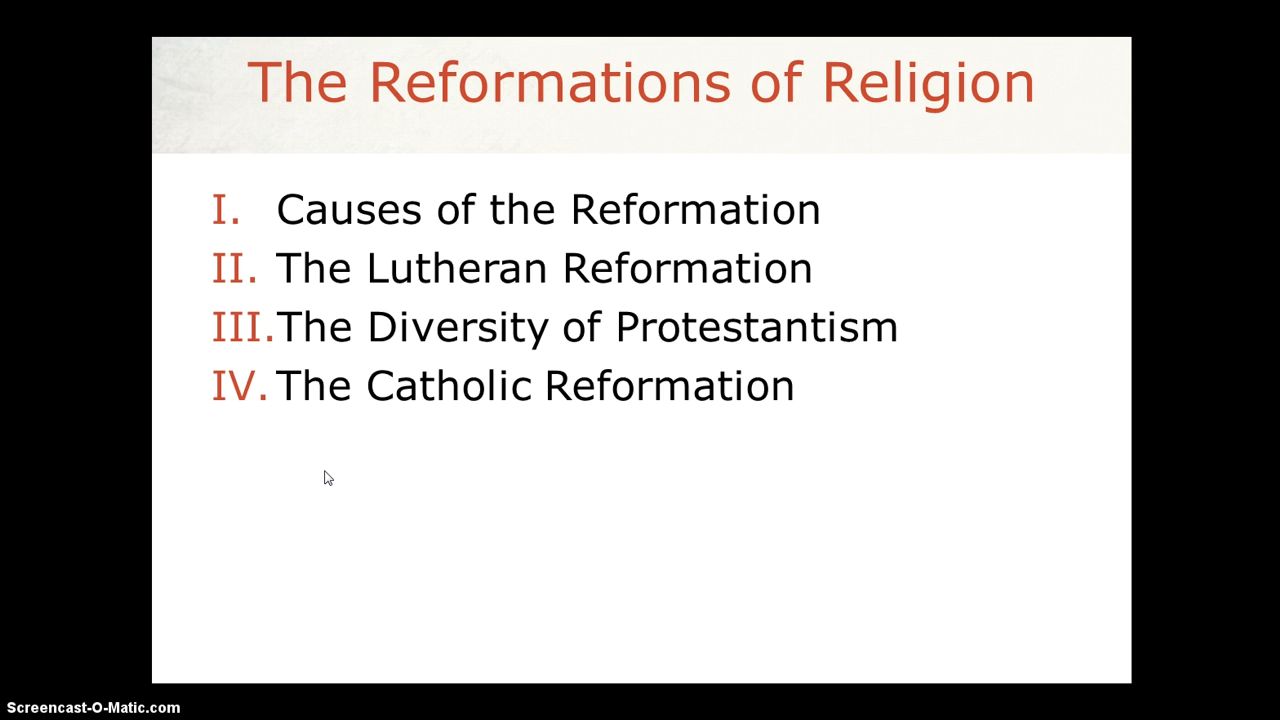 The Reformations of Religion
I. Causes of the Reformation
II. The Lutheran Reformation
III. The Diversity of Protestantism
IV. The Catholic Reformation
Screencast-O-Matic.com